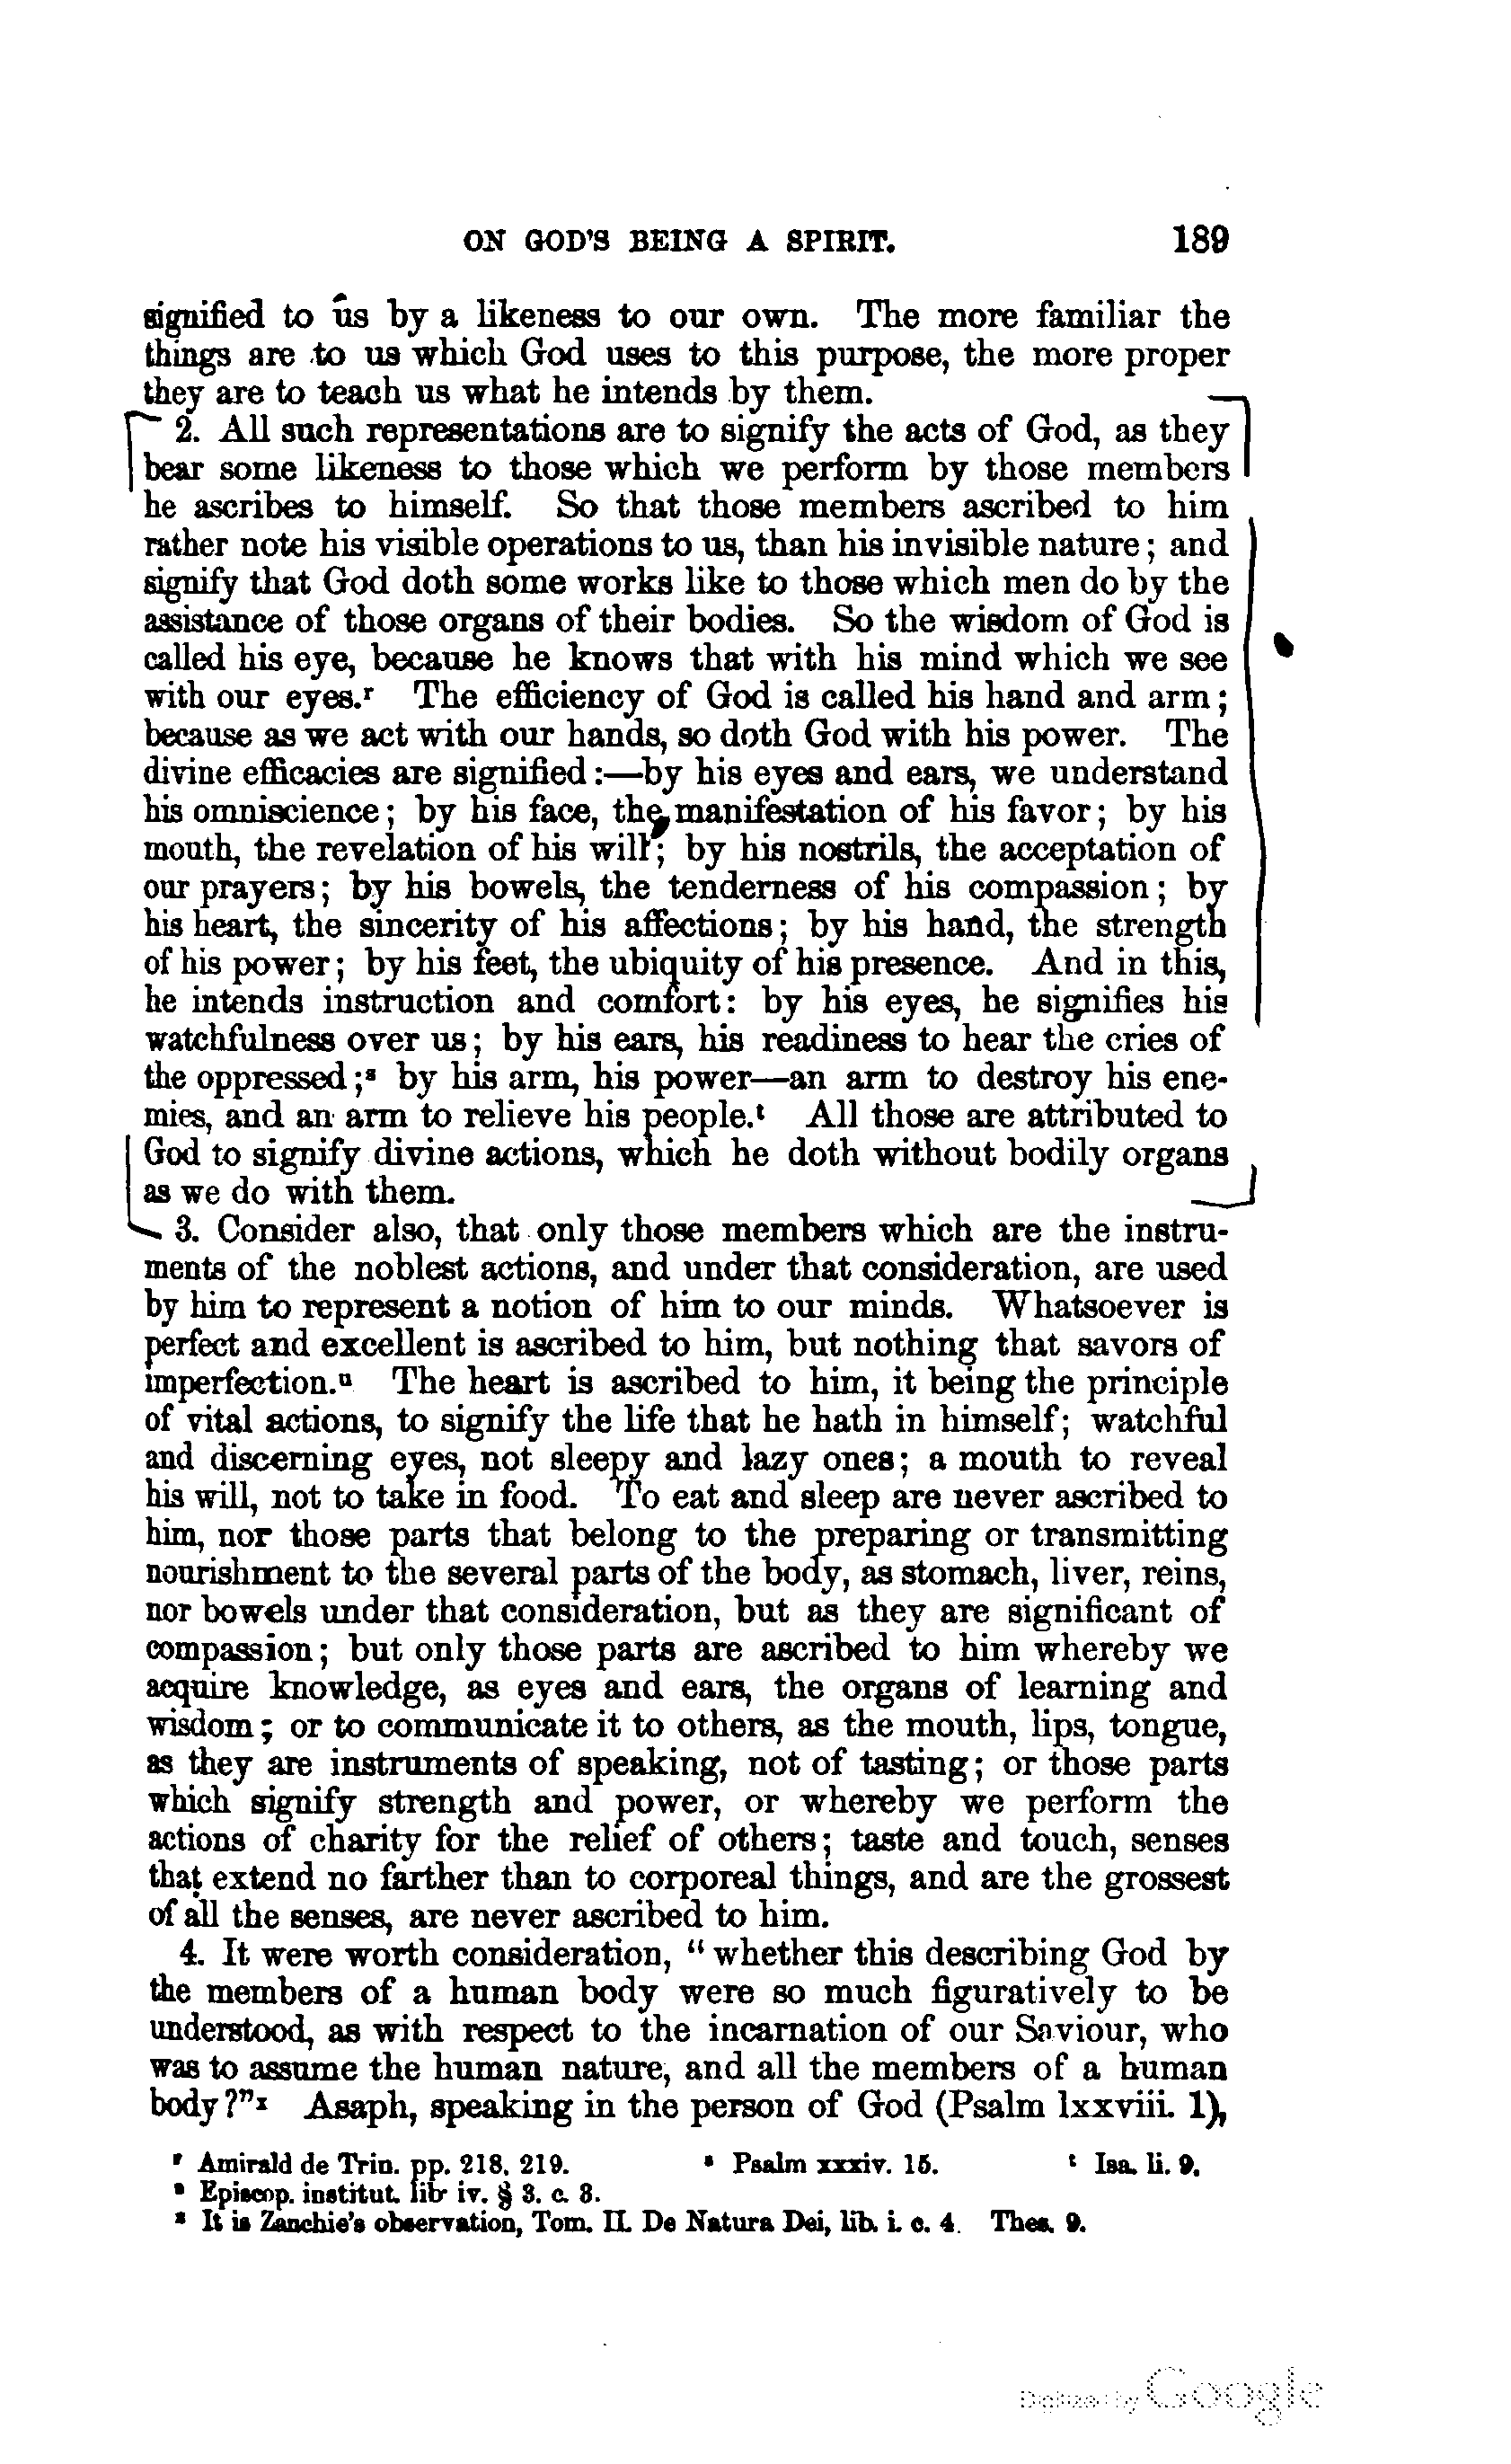 ON GOD'S BEING A SPIRIT. 189
signified to us by a likeness to our own. The more familiar the
things are to us which God uses to this purpose, the more proper
they are to teach us what he intends by them.
2. All such representations are to signify the acts of God, as they
bear some likeness to those which we perform by those members
he ascribes to himself. So that those members ascribed to him
rather note his visible operations to us, than his invisible nature; and
signify that God doth some works like to those which men do by the
assistance of those organs of their bodies. So the wisdom of God is
called his eye, because he knows that with his mind which we see
with our eyes.ʳ The efficiency of God is called his hand and arm;
because as we act with our hands, so doth God with his power. The
divine efficacies are signified:—by his eyes and ears, we understand
his omniscience; by his face, the manifestation of his favor; by his
mouth, the revelation of his will; by his nostrils, the acceptation of
our prayers; by his bowels, the tenderness of his compassion; by
his heart, the sincerity of his affections; by his hand, the strength
of his power; by his feet, the ubiquity of his presence. And in this,
he intends instruction and comfort: by his eyes, he signifies his
watchfulness over us; by his ears, his readiness to hear the cries of
the oppressed;ˢ by his arm, his power—an arm to destroy his ene-
mies, and an arm to relieve his people.ᵗ All those are attributed to
God to signify divine actions, which he doth without bodily organs
as we do with them.
3. Consider also, that only those members which are the instru-
ments of the noblest actions, and under that consideration, are used
by him to represent a notion of him to our minds. Whatsoever is
perfect and excellent is ascribed to him, but nothing that savors of
imperfection.ᵘ The heart is ascribed to him, it being the principle
of vital actions, to signify the life that he hath in himself; watchful
and discerning eyes, not sleepy and lazy ones; a mouth to reveal
his will, not to take in food. To eat and sleep are never ascribed to
him, nor those parts that belong to the preparing or transmitting
nourishment to the several parts of the body, as stomach, liver, reins,
nor bowels under that consideration, but as they are significant of
compassion; but only those parts are ascribed to him whereby we
acquire knowledge, as eyes and ears, the organs of learning and
wisdom; or to communicate it to others, as the mouth, lips, tongue,
as they are instruments of speaking, not of tasting; or those parts
which signify strength and power, or whereby we perform the
actions of charity for the relief of others; taste and touch, senses
that extend no farther than to corporeal things, and are the grossest
of all the senses, are never ascribed to him.
4. It were worth consideration, "whether this describing God by
the members of a human body were so much figuratively to be
understood, as with respect to the incarnation of our Saviour, who
was to assume the human nature, and all the members of a human
body?"ˣ Asaph, speaking in the person of God (Psalm lxxviii. 1),
ʳ Amirald de Trin. pp. 218, 219. ˢ Psalm xxxiv. 15. ᵗ Isa. li. 9.
ᵘ Episcop. institut. lib iv. § 3. c. 3.
ˣ It is Zanchie's observation, Tom. II. De Natura Dei, lib. i. c. 4. Thes. 9.
Digitized by Google